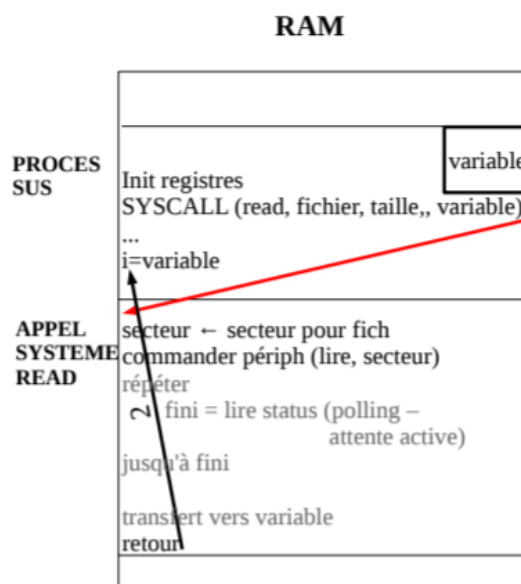 RAM
PROCES
SUS
variable
Init registres
SYSCALL (read, fichier, taille,, variable)
...
i=variable
APPEL
SYSTEME
READ
secteur ← secteur pour fich
commander périph (lire, secteur)
répéter
2 fini = lire status (polling –
attente active)
jusqu'à fini
transfert vers variable
retour